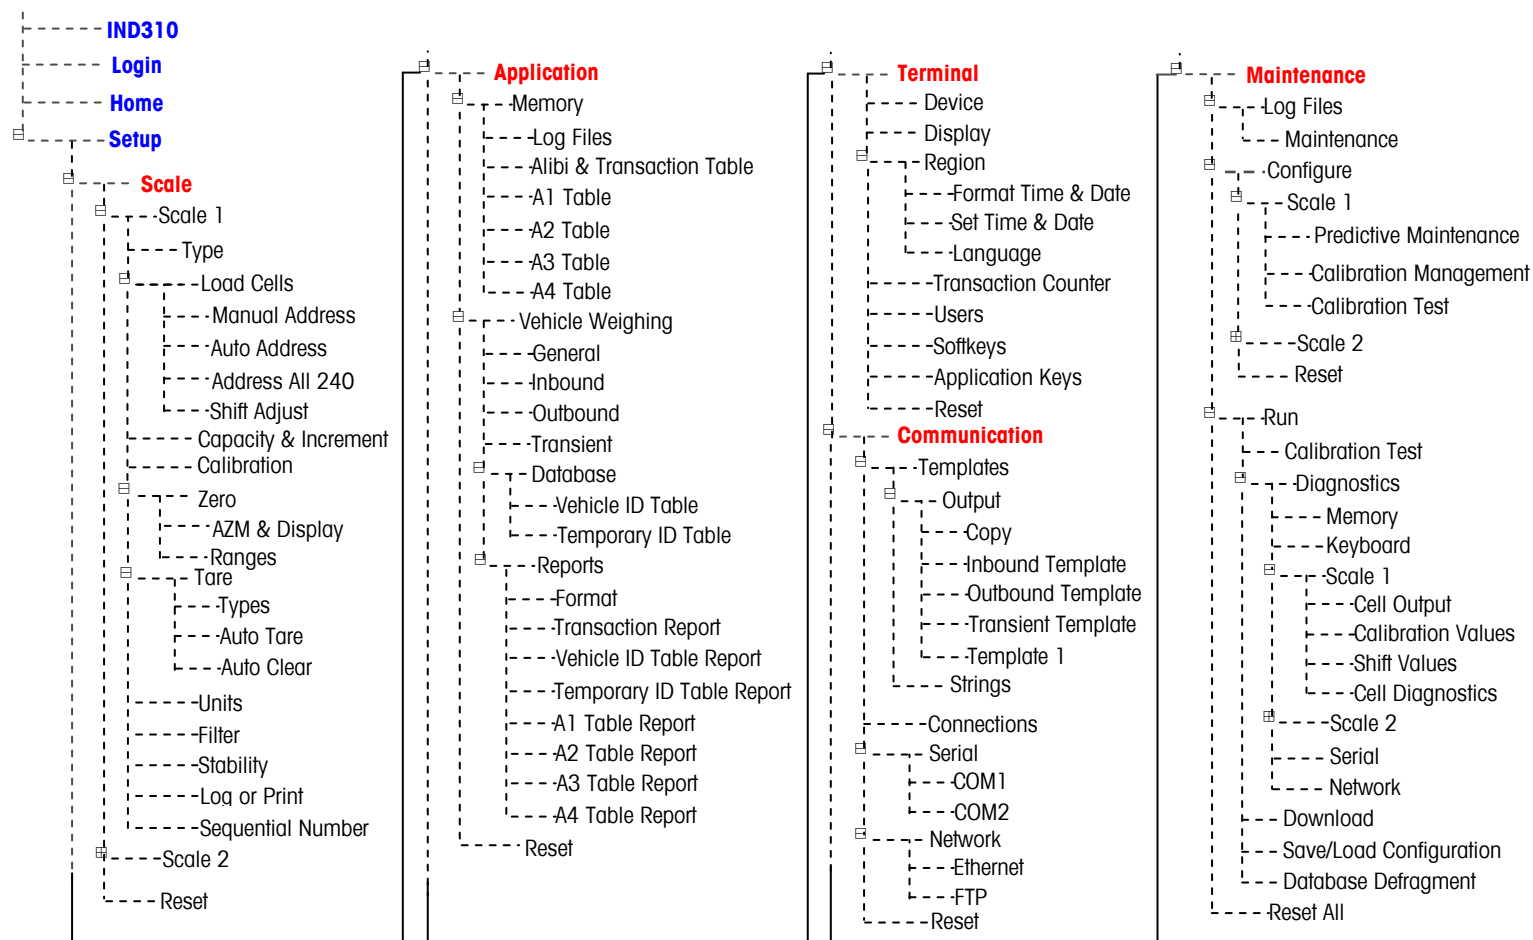 IND310
Login
Home
Setup
Scale
Scale 1
Type
Load Cells
Manual Address
Auto Address
Address All 240
Shift Adjust
Capacity & Increment
Calibration
Zero
AZM & Display
Ranges
Tare
Types
Auto Tare
Auto Clear
Units
Filter
Stability
Log or Print
Sequential Number
Scale 2
Reset
Application
Memory
Log Files
Alibi & Transaction Table
A1 Table
A2 Table
A3 Table
A4 Table
Vehicle Weighing
General
Inbound
Outbound
Transient
Database
Vehicle ID Table
Temporary ID Table
Reports
Format
Transaction Report
Vehicle ID Table Report
Temporary ID Table Report
A1 Table Report
A2 Table Report
A3 Table Report
A4 Table Report
Reset
Terminal
Device
Display
Region
Format Time & Date
Set Time & Date
Language
Transaction Counter
Users
Softkeys
Application Keys
Reset
Communication
Templates
Output
Copy
Inbound Template
Outbound Template
Transient Template
Template 1
Strings
Connections
Serial
COM1
COM2
Network
Ethernet
FTP
Reset
Maintenance
Log Files
Maintenance
Configure
Scale 1
Predictive Maintenance
Calibration Management
Calibration Test
Scale 2
Reset
Run
Calibration Test
Diagnostics
Memory
Keyboard
Scale 1
Cell Output
Calibration Values
Shift Values
Cell Diagnostics
Scale 2
Serial
Network
Download
Save/Load Configuration
Database Defragment
Reset All